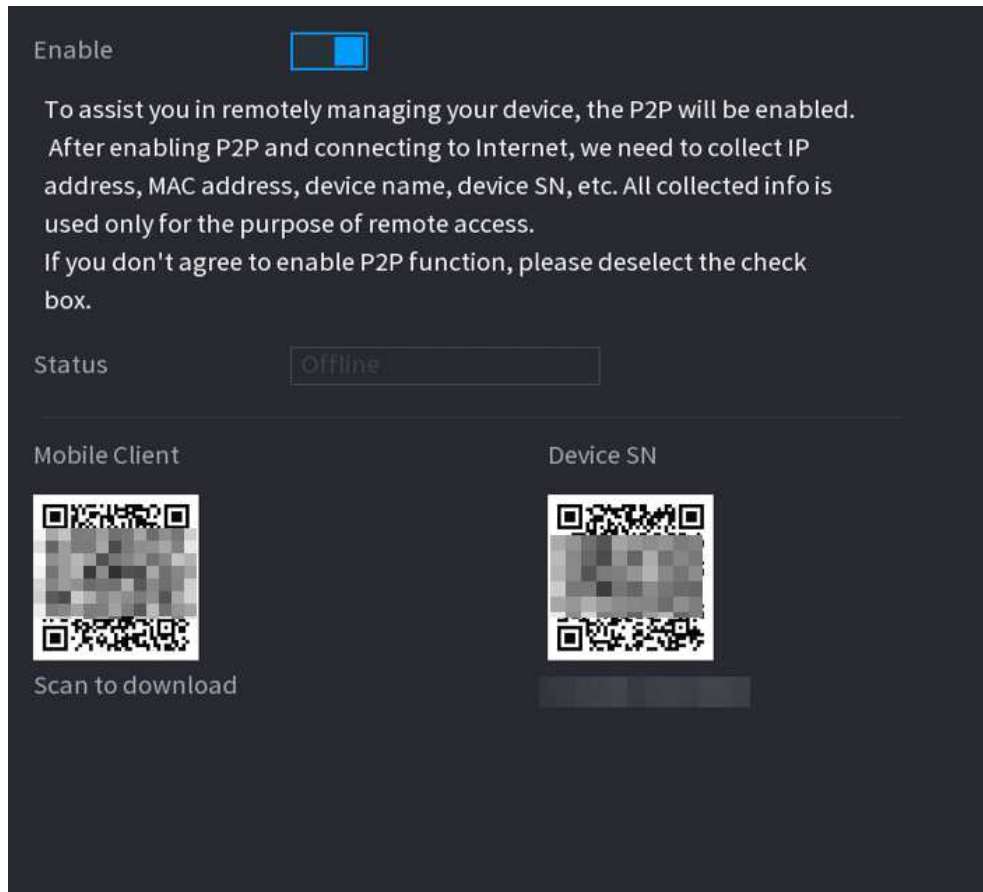 Enable
To assist you in remotely managing your device, the P2P will be enabled.
After enabling P2P and connecting to Internet, we need to collect IP
address, MAC address, device name, device SN, etc. All collected info is
used only for the purpose of remote access.
If you don't agree to enable P2P function, please deselect the check
box.
Status Offline
Mobile Client Device SN
Scan to download